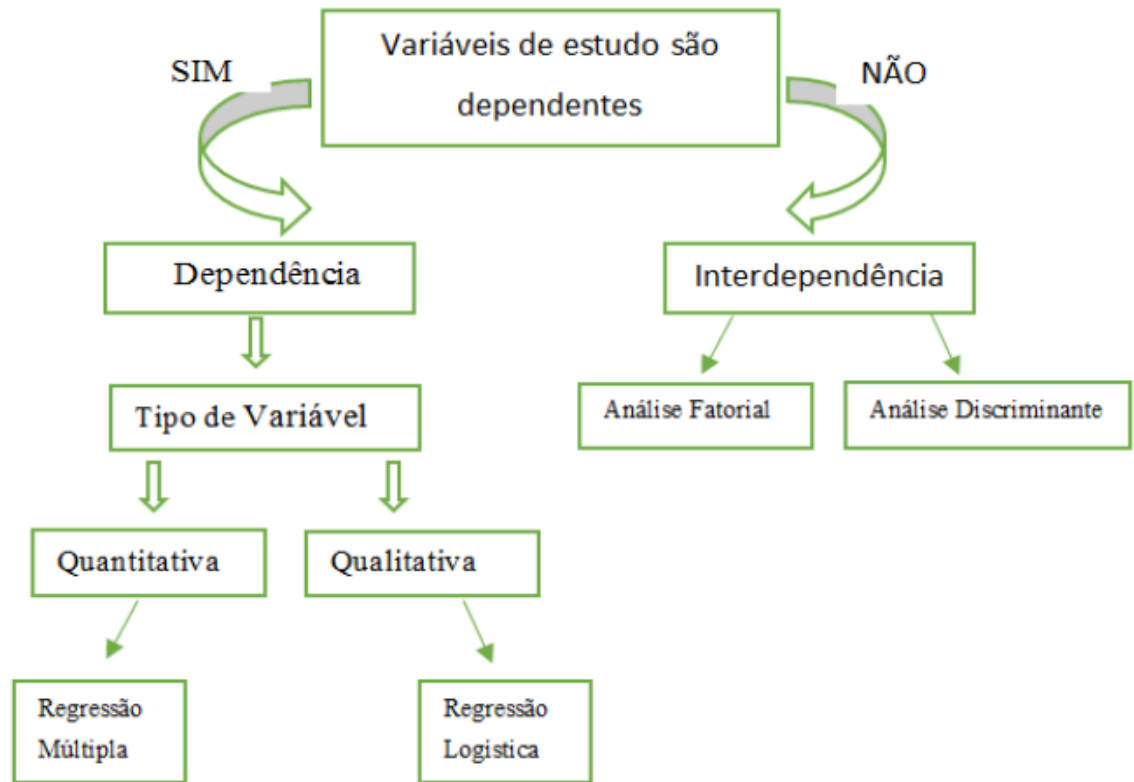 Variáveis de estudo são
dependentes
SIM
NÃO
Dependência
Interdependência
Tipo de Variável
Análise Fatorial
Análise Discriminante
Quantitativa
Qualitativa
Regressão
Múltipla
Regressão
Logistica